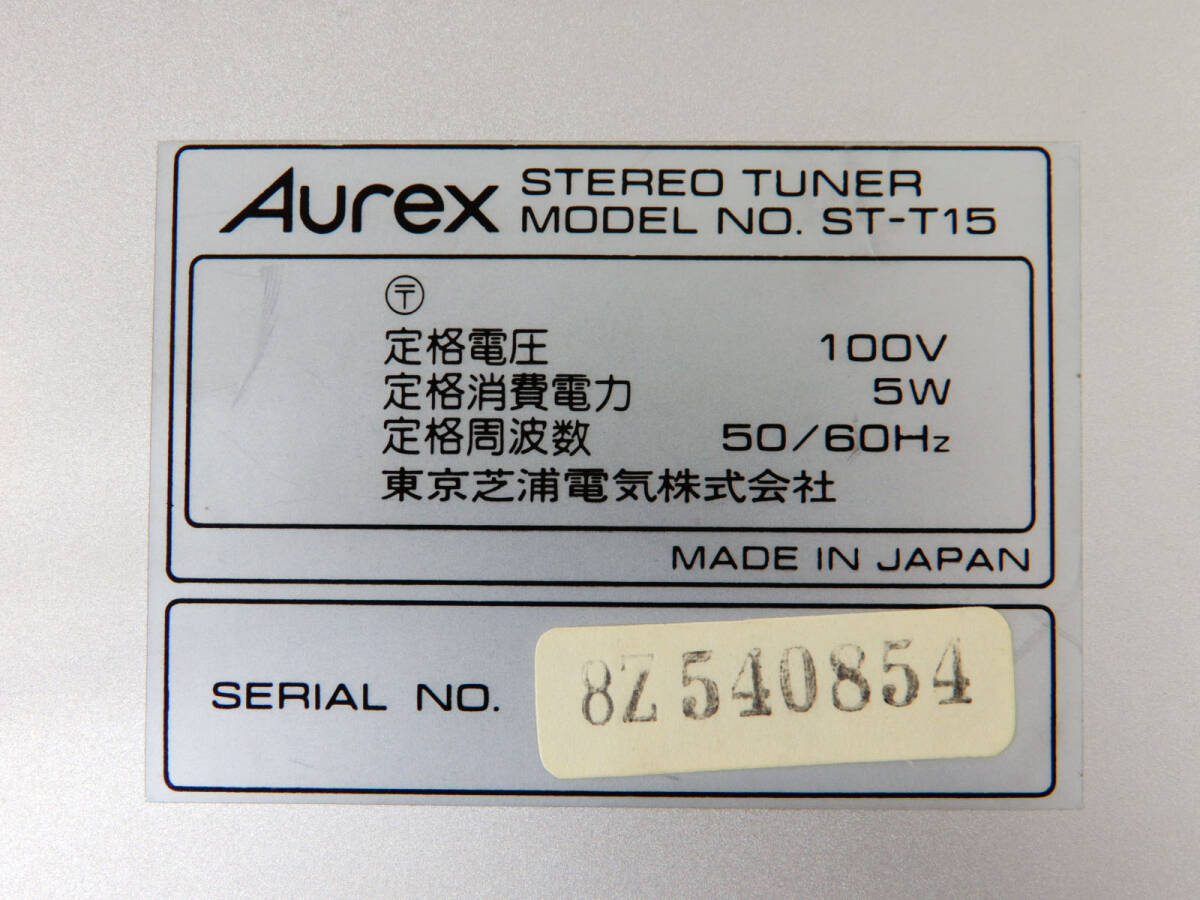 Aurex
STEREO TUNER
MODEL NO. ST-T15
〶
定格電圧 100V
定格消費電力 5W
定格周波数 50/60Hz
東京芝浦電気株式会社
MADE IN JAPAN
SERIAL NO. 8Z540854